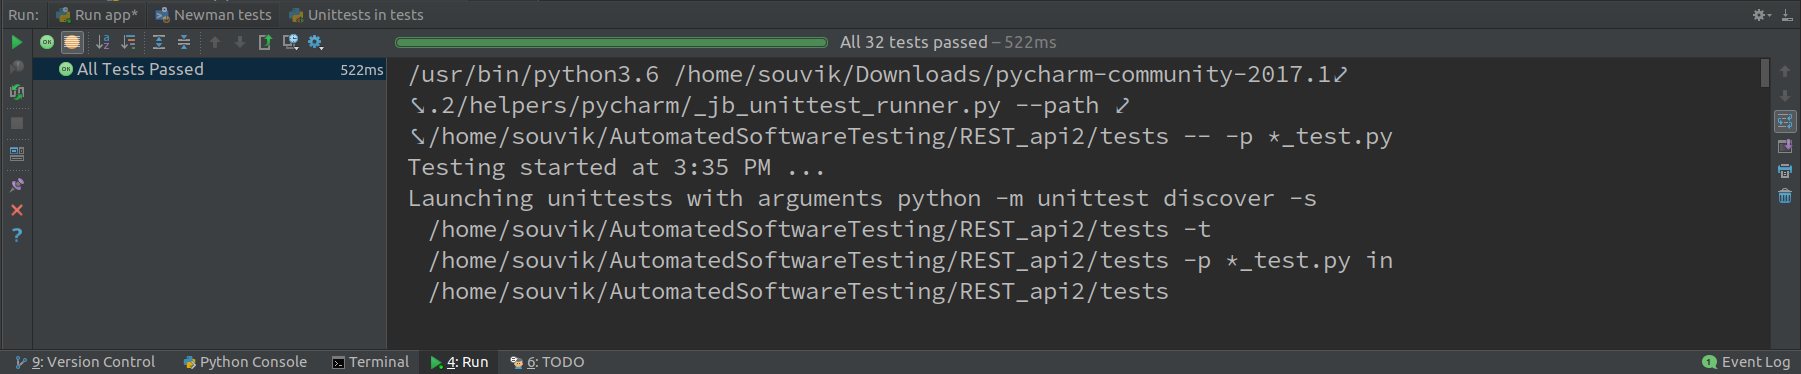 Run: Run app* Newman tests Unittests in tests
All 32 tests passed – 522ms
OK All Tests Passed 522ms
/usr/bin/python3.6 /home/souvik/Downloads/pycharm-community-2017.1
.2/helpers/pycharm/_jb_unittest_runner.py --path
/home/souvik/AutomatedSoftwareTesting/REST_api2/tests -- -p *_test.py
Testing started at 3:35 PM ...
Launching unittests with arguments python -m unittest discover -s
/home/souvik/AutomatedSoftwareTesting/REST_api2/tests -t
/home/souvik/AutomatedSoftwareTesting/REST_api2/tests -p *_test.py in
/home/souvik/AutomatedSoftwareTesting/REST_api2/tests
9: Version Control Python Console Terminal 4: Run 6: TODO 1 Event Log